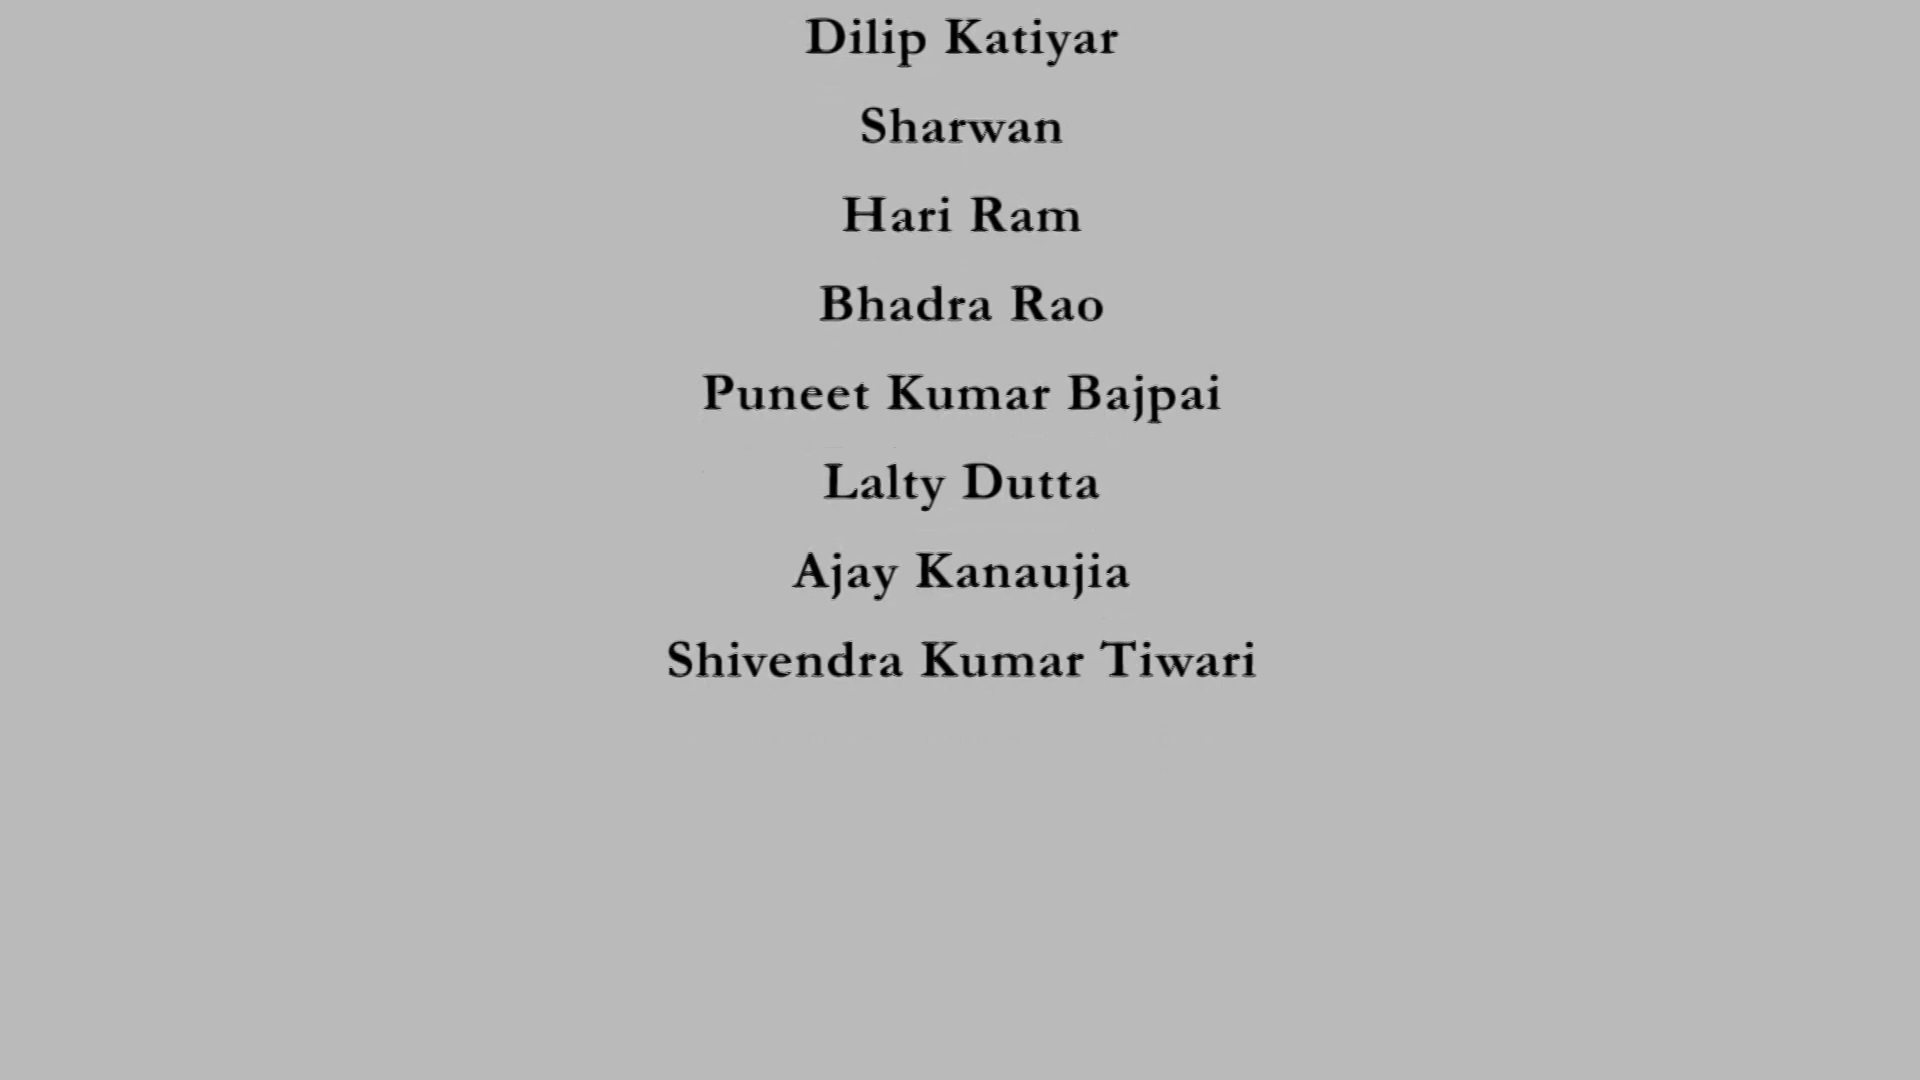 Dilip Katiyar
Sharwan
Hari Ram
Bhadra Rao
Puneet Kumar Bajpai
Lalty Dutta
Ajay Kanaujia
Shivendra Kumar Tiwari